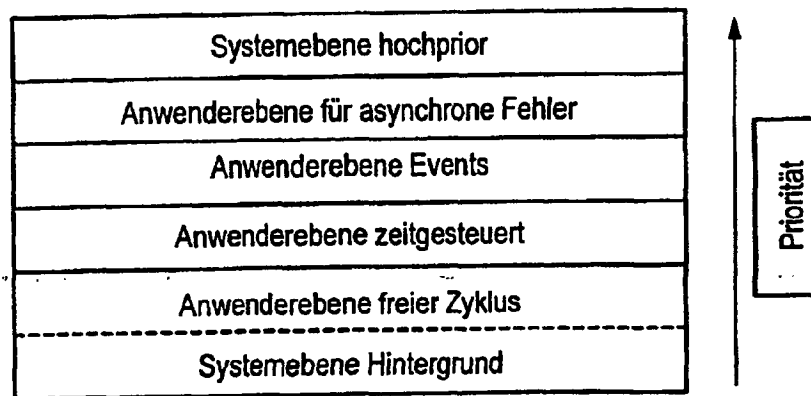 Systemebene hochprior
Anwenderebene für asynchrone Fehler
Anwenderebene Events
Anwenderebene zeitgesteuert
Anwenderebene freier Zyklus
Systemebene Hintergrund
Priorität